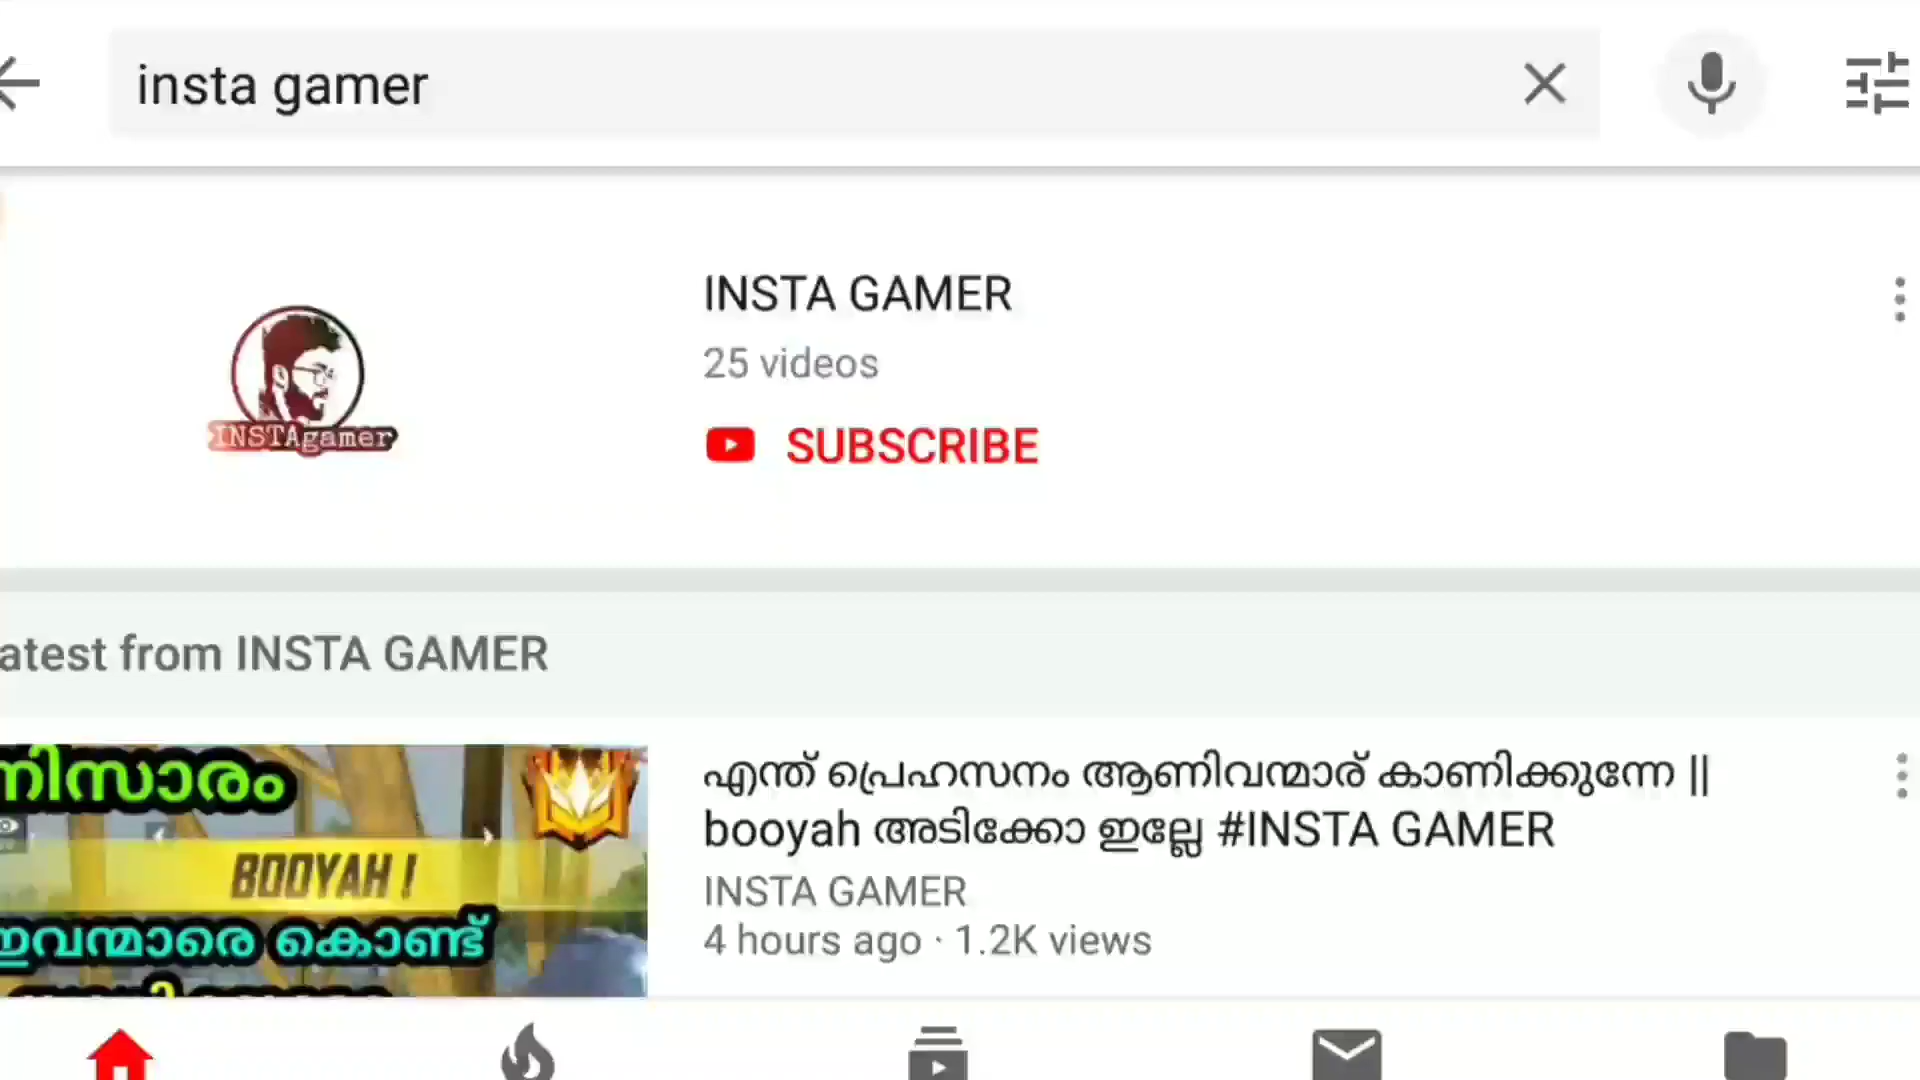 insta gamer
INSTA GAMER
25 videos
INSTAgamer
SUBSCRIBE
atest from INSTA GAMER
നിസാരം
BOOYAH !
ഇവന്മാരെ കൊണ്ട്
എന്ത് പ്രെഹസനം ആണിവന്മാര് കാണിക്കുന്നേ ||
booyah അടിക്കോ ഇല്ലേ #INSTA GAMER
INSTA GAMER
4 hours ago · 1.2K views